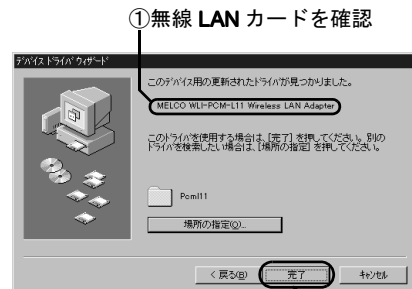 ①無線 LAN カードを確認
デバイス ドライバ ウィザード
このデバイス用の更新されたドライバが見つかりました。
MELCO WLI-PCM-L11 Wireless LAN Adapter
このドライバを使用する場合は、[完了] を押してください。別の
ドライバを検索したい場合は、[場所の指定] を押してください。
Pcml11
場所の指定(O)...
< 戻る(B)
完了
キャンセル